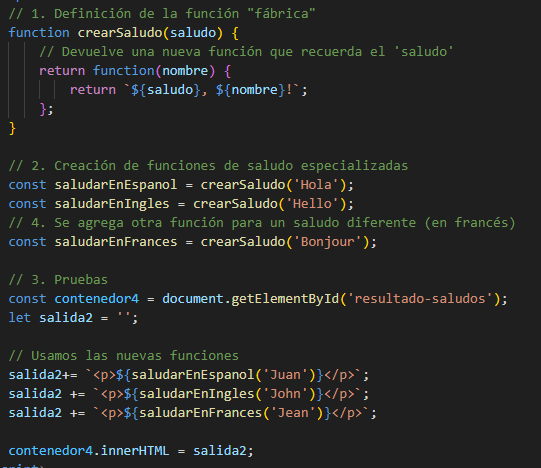 // 1. Definición de la función "fábrica"
function crearSaludo(saludo) {
    // Devuelve una nueva función que recuerda el 'saludo'
    return function(nombre) {
        return `${saludo}, ${nombre}!`;
    };
}

// 2. Creación de funciones de saludo especializadas
const saludarEnEspanol = crearSaludo('Hola');
const saludarEnIngles = crearSaludo('Hello');
// 4. Se agrega otra función para un saludo diferente (en francés)
const saludarEnFrances = crearSaludo('Bonjour');

// 3. Pruebas
const contenedor4 = document.getElementById('resultado-saludos');
let salida2 = '';

// Usamos las nuevas funciones
salida2+= `<p>${saludarEnEspanol('Juan')}</p>`;
salida2 += `<p>${saludarEnIngles('John')}</p>`;
salida2 += `<p>${saludarEnFrances('Jean')}</p>`;

contenedor4.innerHTML = salida2;